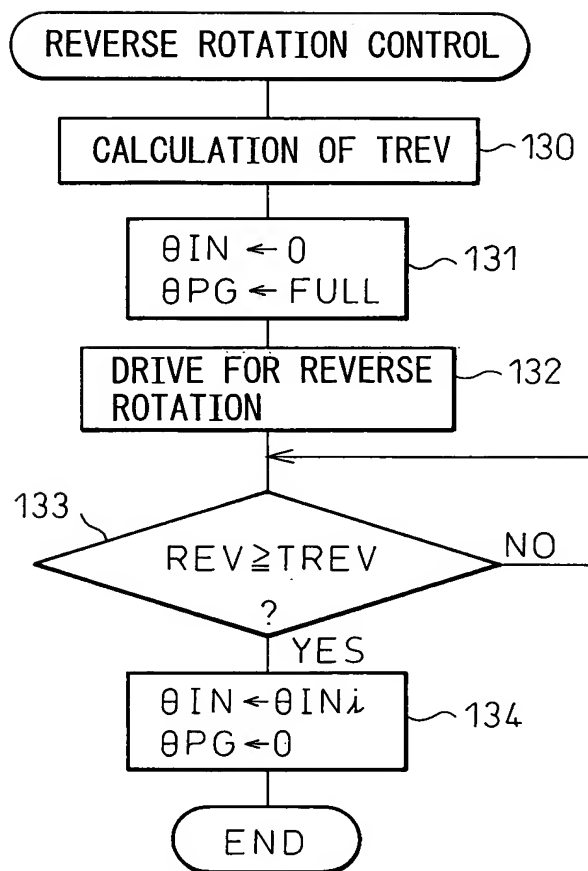 REVERSE ROTATION CONTROL
CALCULATION OF TREV
130
θIN ← 0
θPG ← FULL
131
DRIVE FOR REVERSE
ROTATION
132
133
REV≧TREV
?
NO
YES
θIN←θINi
θPG←0
134
END